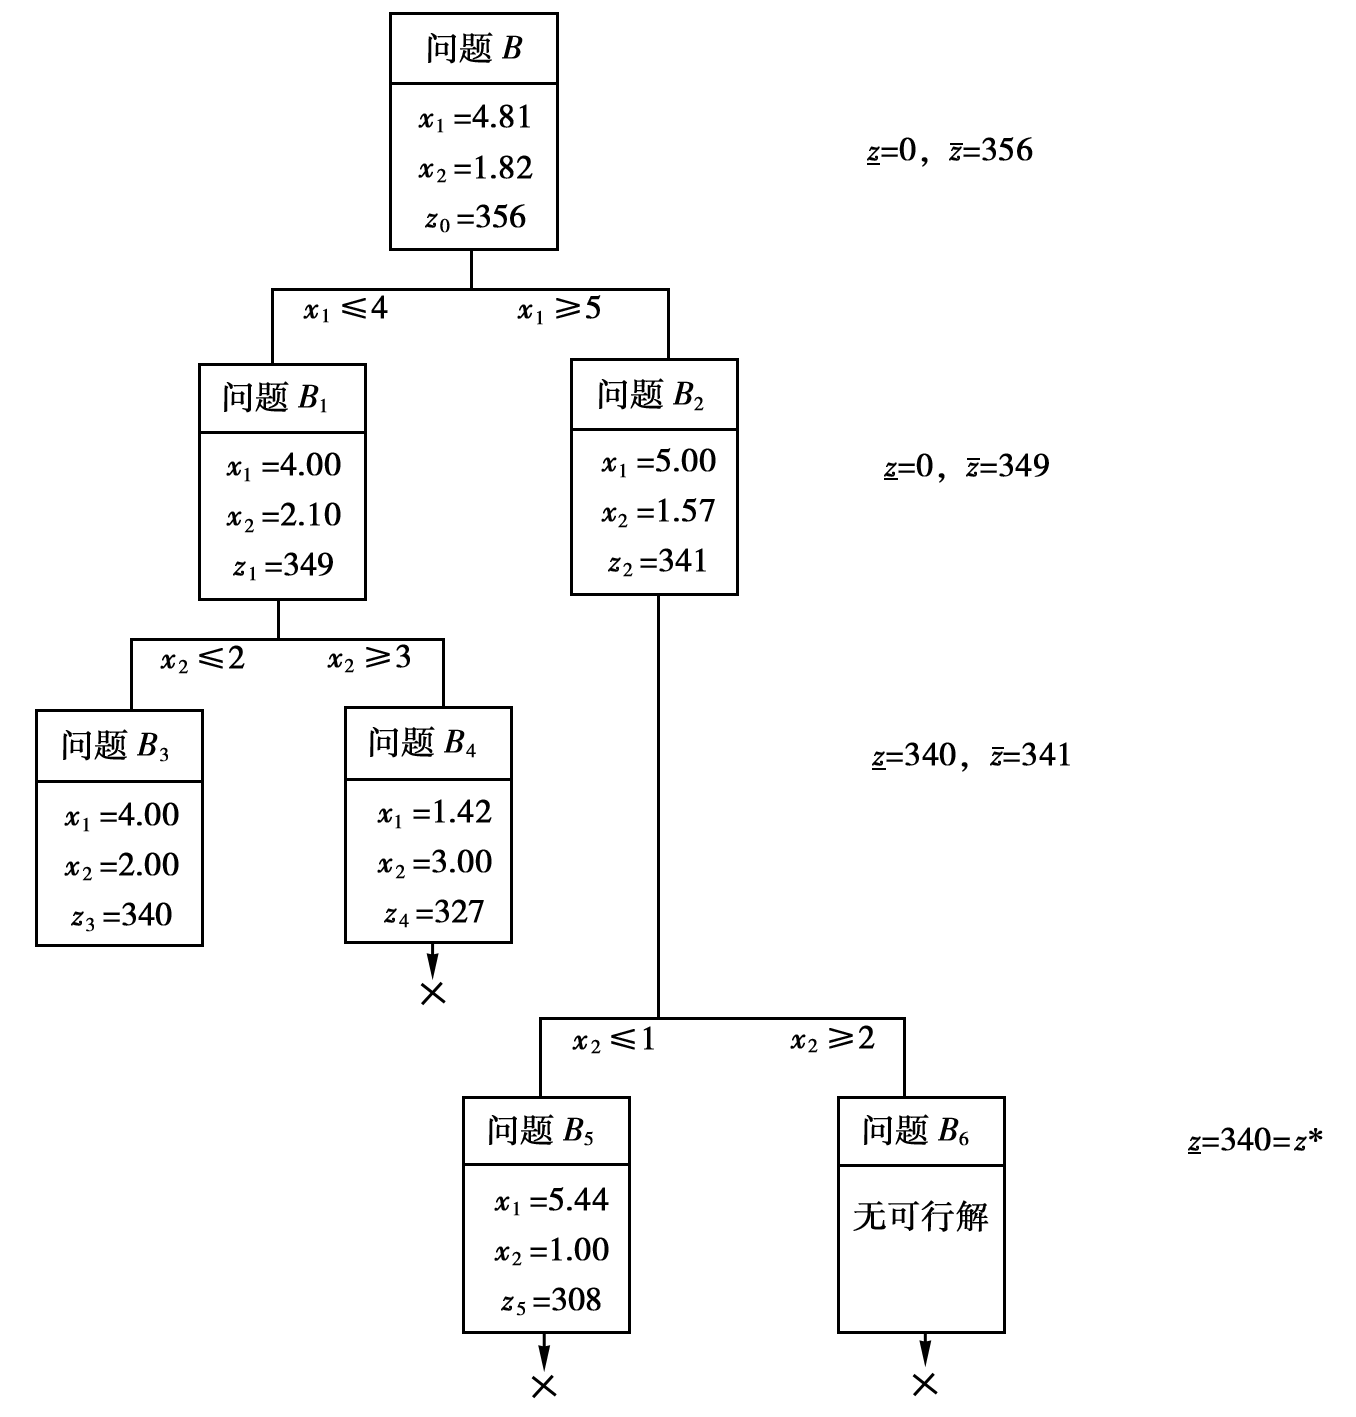 问题 B
x₁=4.81
x₂=1.82
z₀=356
z̲=0，z̅=356
x₁≤4
x₁≥5
问题 B₁
x₁=4.00
x₂=2.10
z₁=349
问题 B₂
x₁=5.00
x₂=1.57
z₂=341
z̲=0，z̅=349
x₂≤2
x₂≥3
问题 B₃
x₁=4.00
x₂=2.00
z₃=340
问题 B₄
x₁=1.42
x₂=3.00
z₄=327
×
z̲=340，z̅=341
x₂≤1
x₂≥2
问题 B₅
x₁=5.44
x₂=1.00
z₅=308
×
问题 B₆
无可行解
×
z̲=340=z*